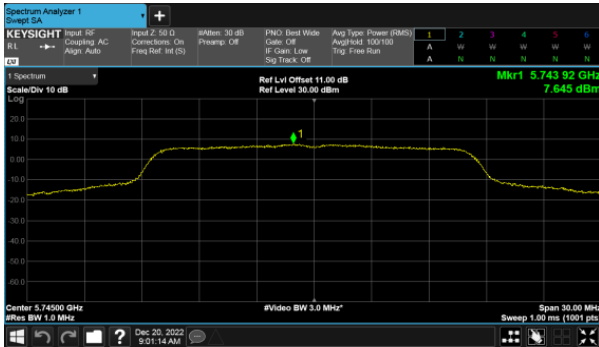 Spectrum Analyzer 1
Swept SA
+
KEYSIGHT
RL
Input: RF
Coupling: AC
Align: Auto
Input Z: 50 Ω
Corrections: On
Freq Ref: Int (S)
#Atten: 30 dB
Preamp: Off
PNO: Best Wide
Gate: Off
IF Gain: Low
Sig Track: Off
Avg Type: Power (RMS)
Avg|Hold: 100/100
Trig: Free Run
1 2 3 4 5 6
A W W W W W
A N N N N N
1 Spectrum
Scale/Div 10 dB
Log
Ref Lvl Offset 11.00 dB
Ref Level 30.00 dBm
Mkr1 5.743 92 GHz
7.645 dBm
1
20.0
10.0
0.00
-10.0
-20.0
-30.0
-40.0
-50.0
-60.0
Center 5.74500 GHz
#Res BW 1.0 MHz
#Video BW 3.0 MHz*
Span 30.00 MHz
Sweep 1.00 ms (1001 pts)
?
Dec 20, 2022
9:01:14 AM